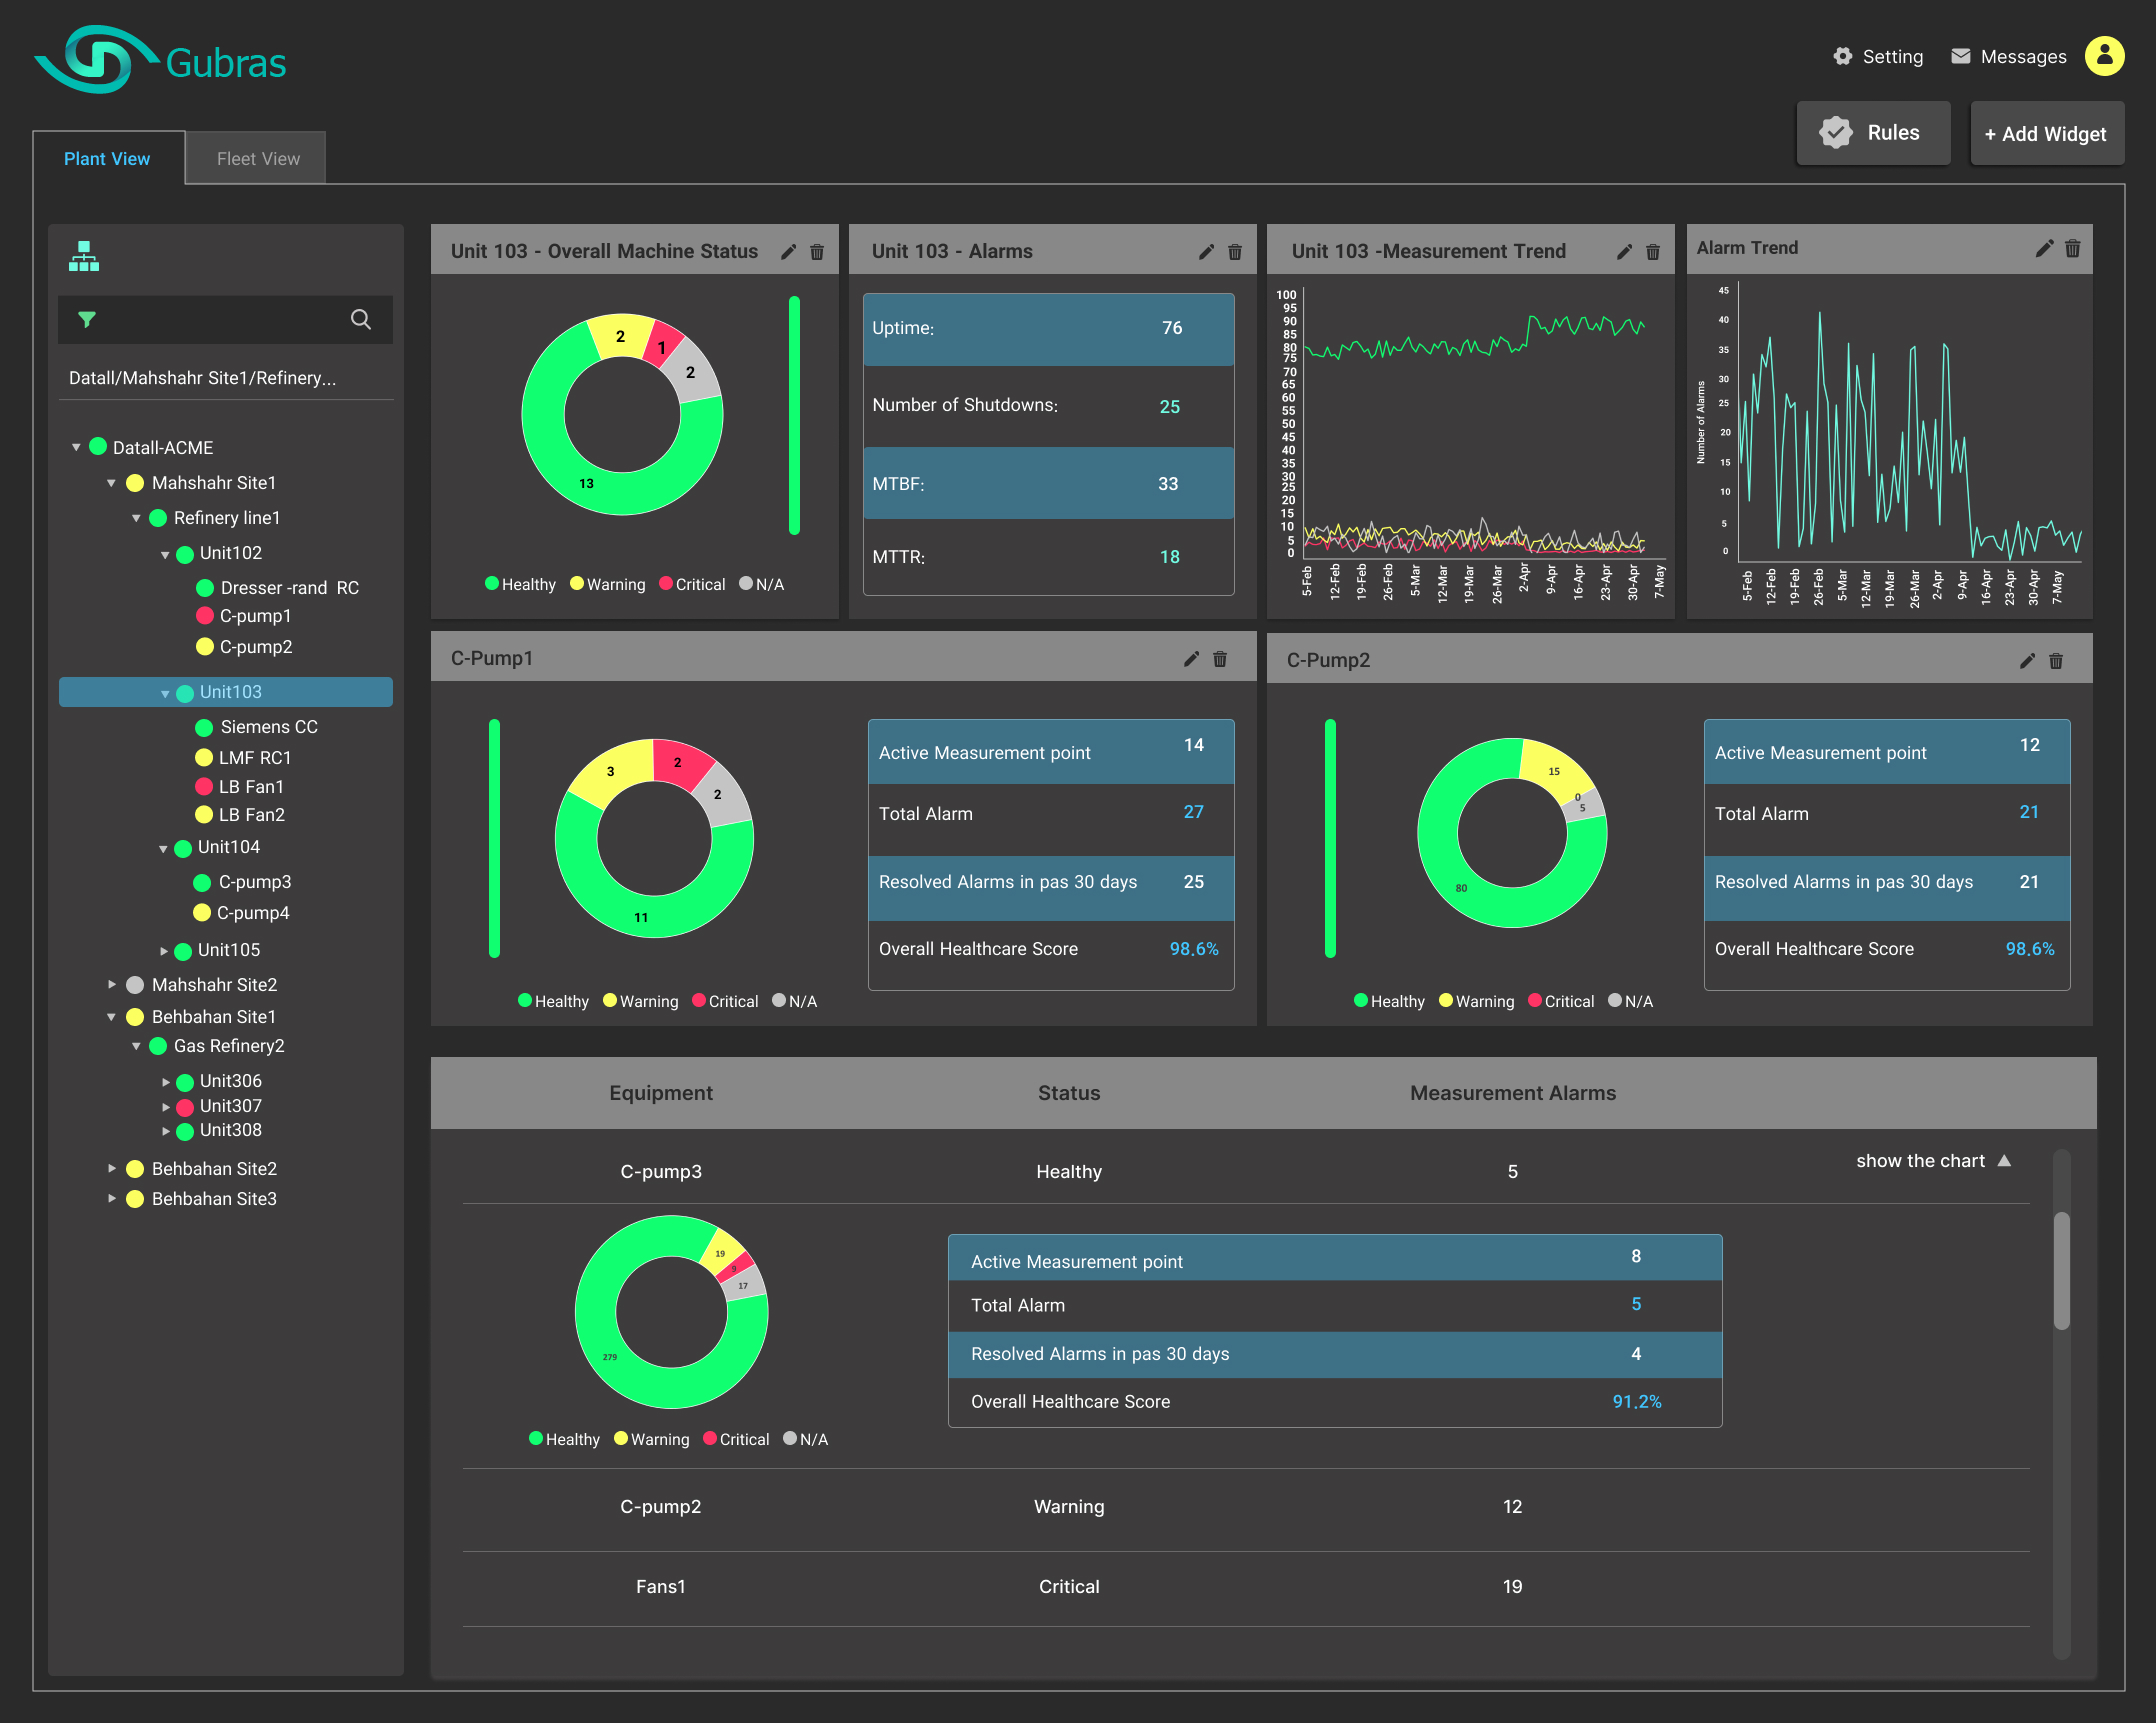 Gubras
Setting
Messages
Rules
+ Add Widget
Plant View
Fleet View
Datall/Mahshahr Site1/Refinery...
Datall-ACME
Mahshahr Site1
Refinery line1
Unit102
Dresser -rand RC
C-pump1
C-pump2
Unit103
Siemens CC
LMF RC1
LB Fan1
LB Fan2
Unit104
C-pump3
C-pump4
Unit105
Mahshahr Site2
Behbahan Site1
Gas Refinery2
Unit306
Unit307
Unit308
Behbahan Site2
Behbahan Site3
Unit 103 - Overall Machine Status
2
1
2
13
Healthy Warning Critical N/A
Unit 103 - Alarms
Uptime: 76
Number of Shutdowns: 25
MTBF: 33
MTTR: 18
Unit 103 -Measurement Trend
100
95
90
85
80
75
70
65
60
55
50
45
40
35
30
25
20
15
10
5
0
5-Feb 12-Feb 19-Feb 26-Feb 5-Mar 12-Mar 19-Mar 26-Mar 2-Apr 9-Apr 16-Apr 23-Apr 30-Apr 7-May
Alarm Trend
Number of Alarms
45
40
35
30
25
20
15
10
5
0
5-Feb 12-Feb 19-Feb 26-Feb 5-Mar 12-Mar 19-Mar 26-Mar 2-Apr 9-Apr 16-Apr 23-Apr 30-Apr 7-May
C-Pump1
3
2
2
11
Healthy Warning Critical N/A
Active Measurement point 14
Total Alarm 27
Resolved Alarms in pas 30 days 25
Overall Healthcare Score 98.6%
C-Pump2
15
0
5
80
Healthy Warning Critical N/A
Active Measurement point 12
Total Alarm 21
Resolved Alarms in pas 30 days 21
Overall Healthcare Score 98.6%
Equipment Status Measurement Alarms
C-pump3 Healthy 5 show the chart
19
9
17
279
Healthy Warning Critical N/A
Active Measurement point 8
Total Alarm 5
Resolved Alarms in pas 30 days 4
Overall Healthcare Score 91.2%
C-pump2 Warning 12
Fans1 Critical 19